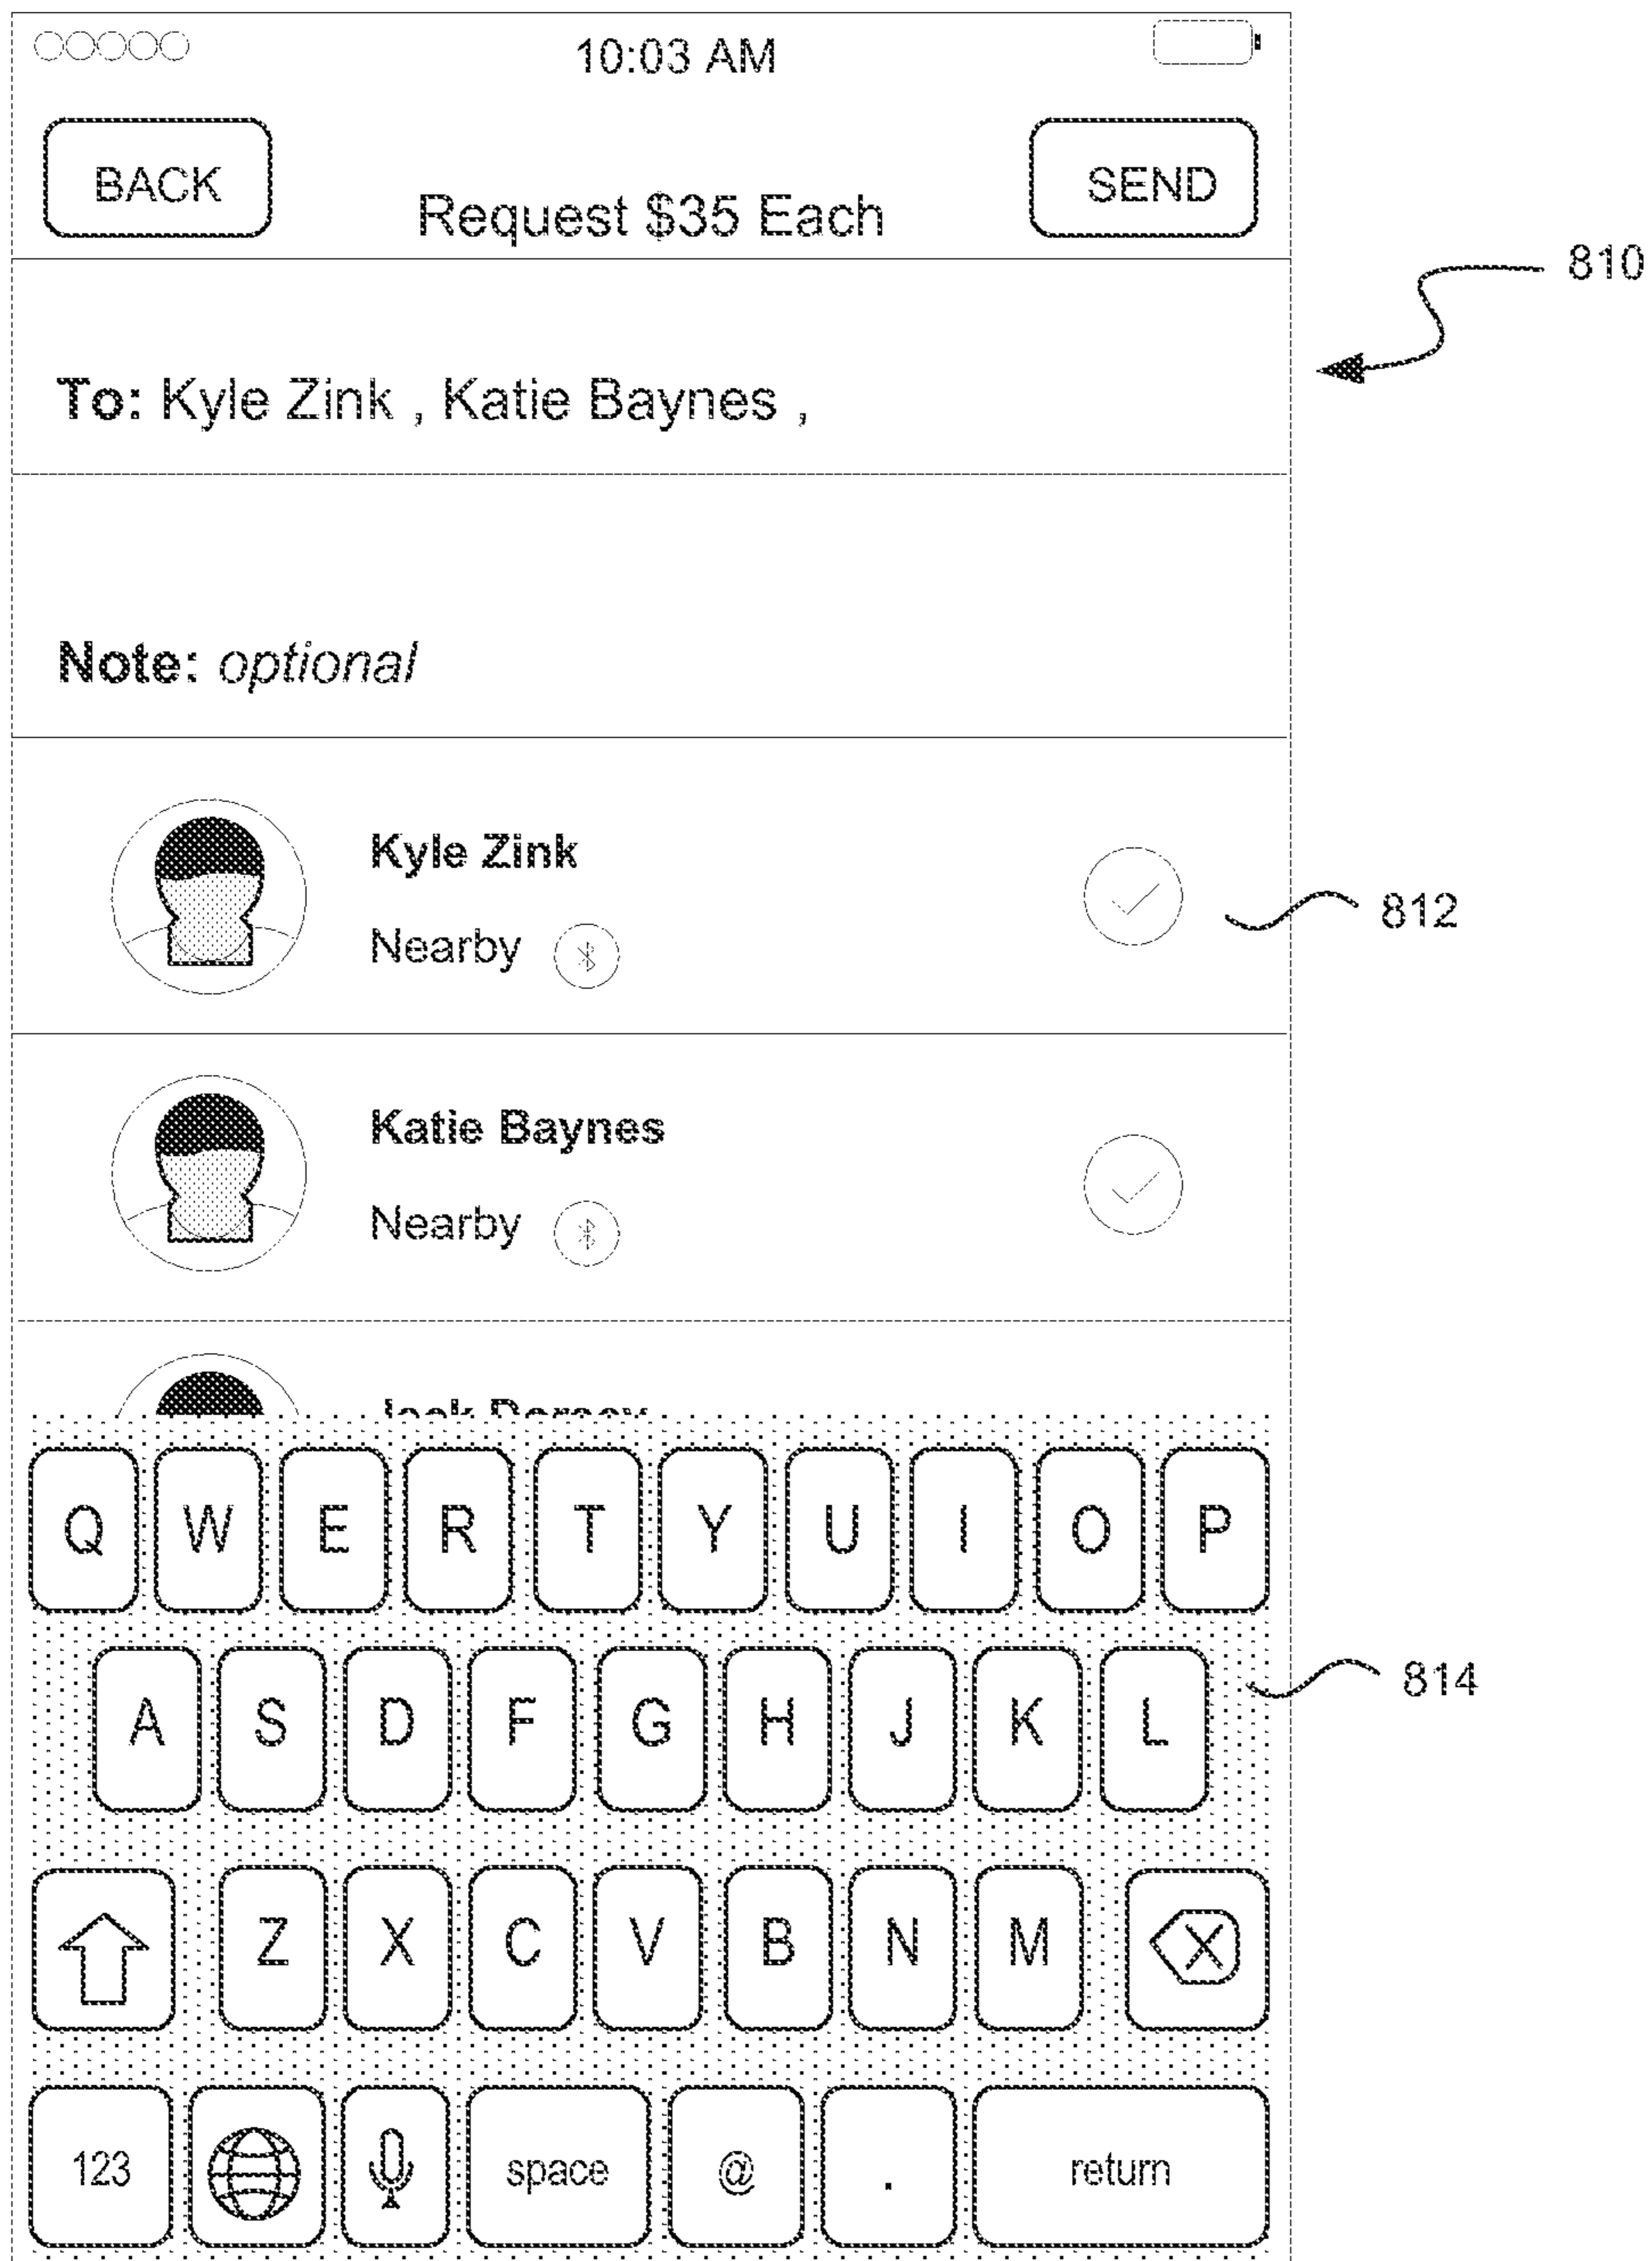 10:03 AM
BACK
Request $35 Each
SEND
810
To: Kyle Zink , Katie Baynes ,
Note: optional
Kyle Zink
Nearby
812
Katie Baynes
Nearby
Q W E R T Y U I O P
A S D F G H J K L
814
Z X C V B N M
123 space @ . return